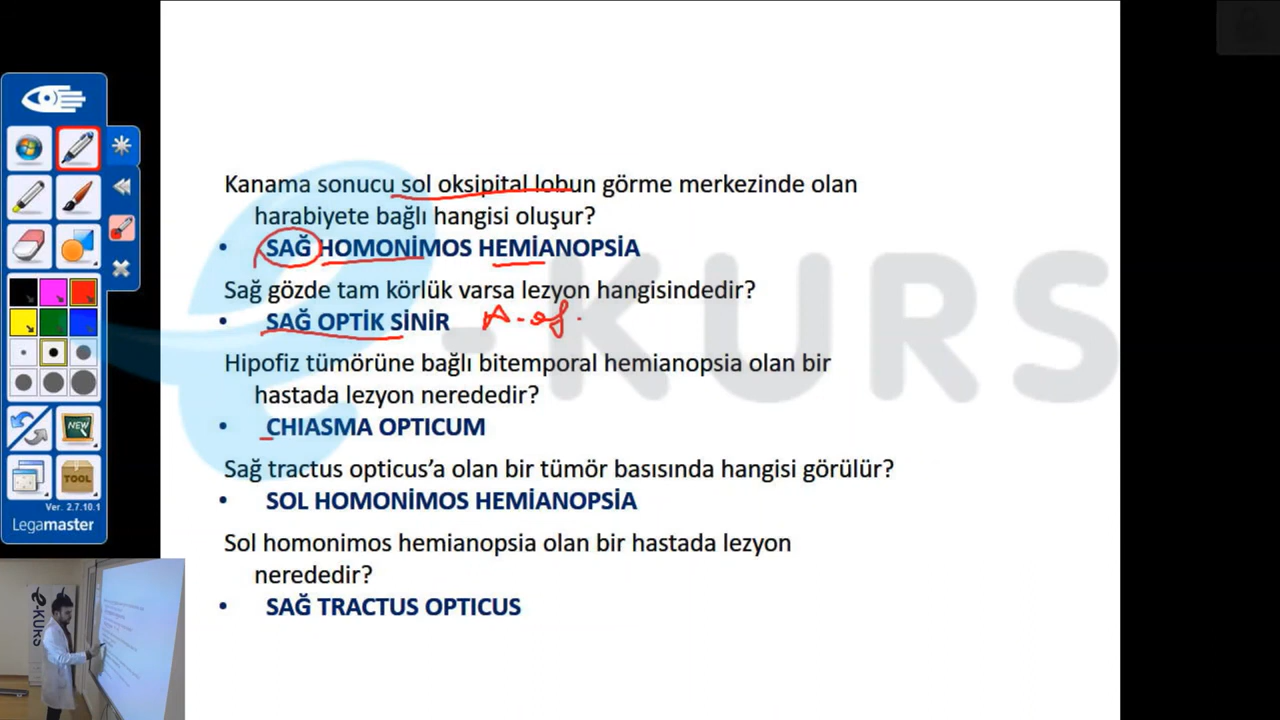 Kanama sonucu sol oksipital lobun görme merkezinde olan
harabiyete bağlı hangisi oluşur?
• SAĞ HOMONİMOS HEMİANOPSİA
Sağ gözde tam körlük varsa lezyon hangisindedir?
• SAĞ OPTİK SİNİR
Hipofiz tümörüne bağlı bitemporal hemianopsia olan bir
hastada lezyon nerededir?
• CHIASMA OPTICUM
Sağ tractus opticus’a olan bir tümör basısında hangisi görülür?
• SOL HOMONİMOS HEMİANOPSİA
Sol homonimos hemianopsia olan bir hastada lezyon
nerededir?
• SAĞ TRACTUS OPTICUS
e-KURS
NEW
TOOL
Ver. 2.7.10.1
Legamaster
e-KURS